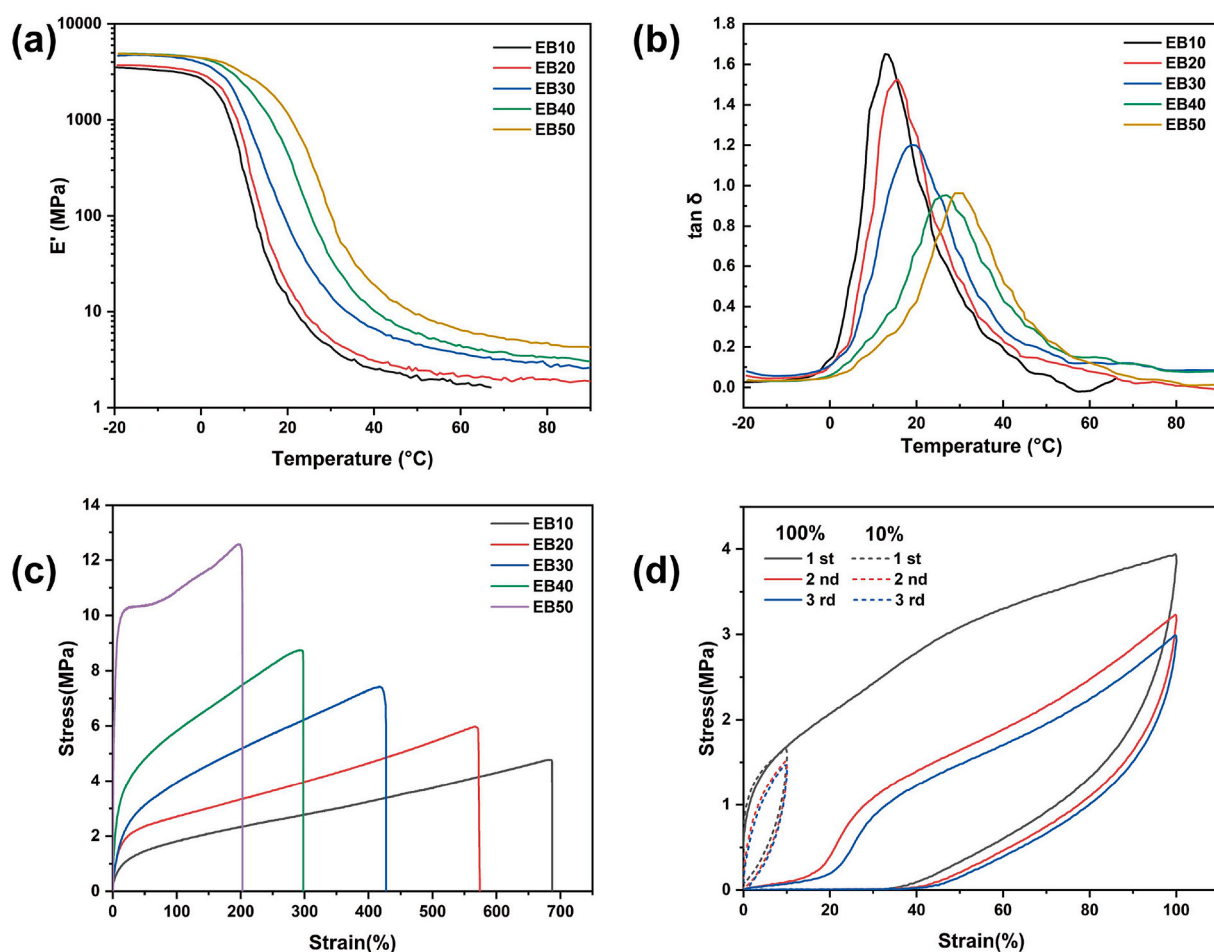 (a)
10000
1000
100
10
1
E' (MPa)
-20 0 20 40 60 80
Temperature (°C)
EB10
EB20
EB30
EB40
EB50
(b)
1.8
1.6
1.4
1.2
1.0
0.8
0.6
0.4
0.2
0.0
tan δ
-20 0 20 40 60 80
Temperature (°C)
EB10
EB20
EB30
EB40
EB50
(c)
14
12
10
8
6
4
2
0
Stress(MPa)
0 100 200 300 400 500 600 700
Strain(%)
EB10
EB20
EB30
EB40
EB50
(d)
4
3
2
1
0
Stress(MPa)
0 20 40 60 80 100
Strain(%)
100% 10%
1 st 1 st
2 nd 2 nd
3 rd 3 rd